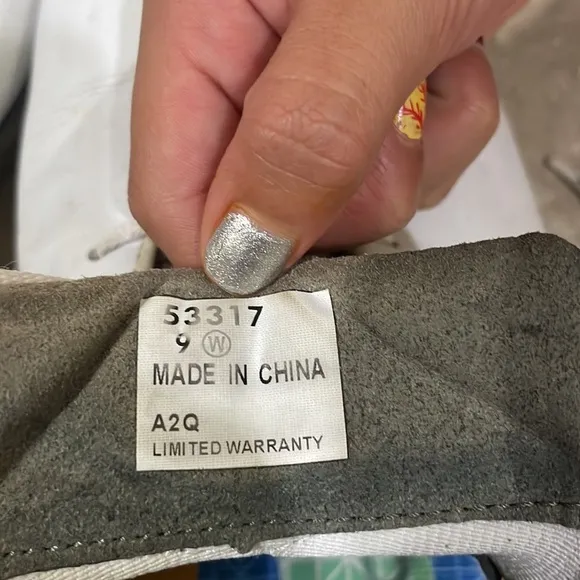 53317
9 Ⓦ
MADE IN CHINA
A2Q
LIMITED WARRANTY